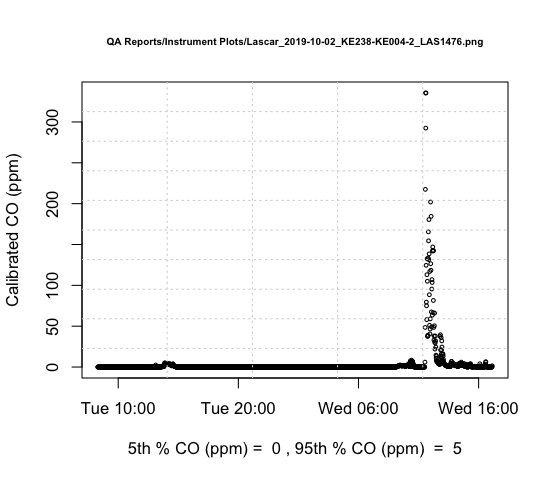 QA Reports/Instrument Plots/Lascar_2019-10-02_KE238-KE004-2_LAS1476.png
Calibrated CO (ppm)
300
100
50
0
Tue 10:00 Tue 20:00 Wed 06:00 Wed 16:00
5th % CO (ppm) = 0 , 95th % CO (ppm) = 5